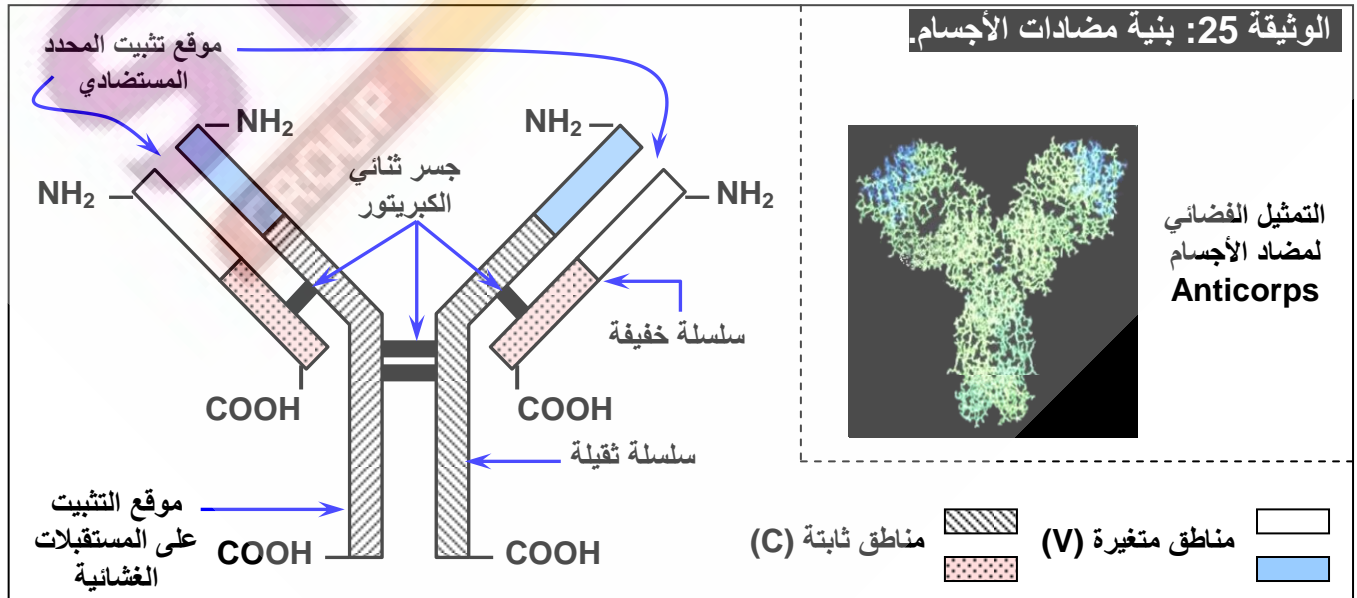 الوثيقة 25: بنية مضادات الأجسام.
موقع تثبيت المحدد
المستضادي
NH2
NH2
NH2
NH2
جسر ثنائي
الكبريتور
سلسلة خفيفة
COOH
COOH
سلسلة ثقيلة
موقع التثبيت
على المستقبلات
الغشائية
COOH
COOH
التمثيل الفضائي
لمضاد الأجسام
Anticorps
مناطق متغيرة (V)
مناطق ثابتة (C)
ROUP